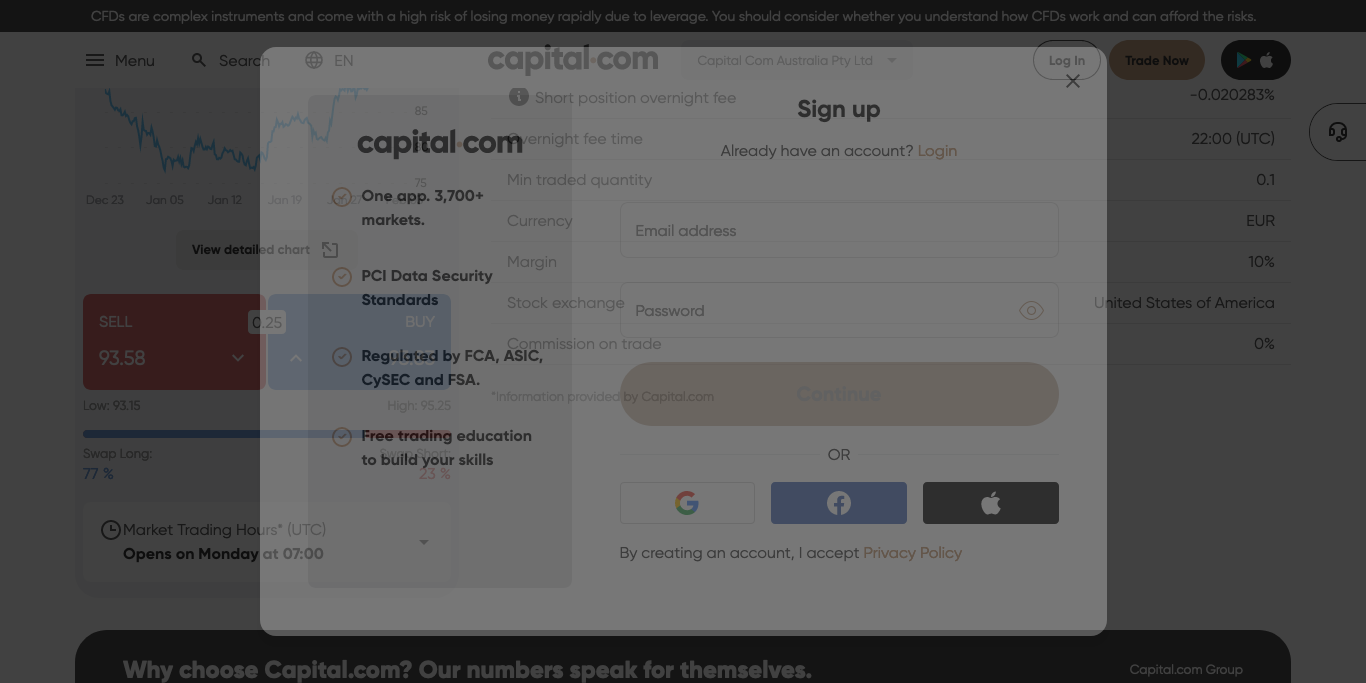 CFDs are complex instruments and come with a high risk of losing money rapidly due to leverage. You should consider whether you understand how CFDs work and can afford the risks.
Menu
Search
EN
capital.com
Capital Com Australia Pty Ltd
Log In
Trade Now
85
75
Dec 23
Jan 05
Jan 12
Jan 19
View detailed chart
SELL
93.58
0.25
BUY
Low: 93.15
High: 95.25
Swap Long:
77 %
23 %
Market Trading Hours* (UTC)
Opens on Monday at 07:00
Short position overnight fee
-0.020283%
Overnight fee time
22:00 (UTC)
Min traded quantity
0.1
Currency
EUR
Margin
10%
Stock exchange
United States of America
Commission on trade
0%
*Information provided by Capital.com
capital.com
One app. 3,700+
markets.
PCI Data Security
Standards
Regulated by FCA, ASIC,
CySEC and FSA.
Free trading education
to build your skills
Sign up
Already have an account? Login
Email address
Password
Continue
OR
By creating an account, I accept Privacy Policy
Why choose Capital.com? Our numbers speak for themselves.
Capital.com Group